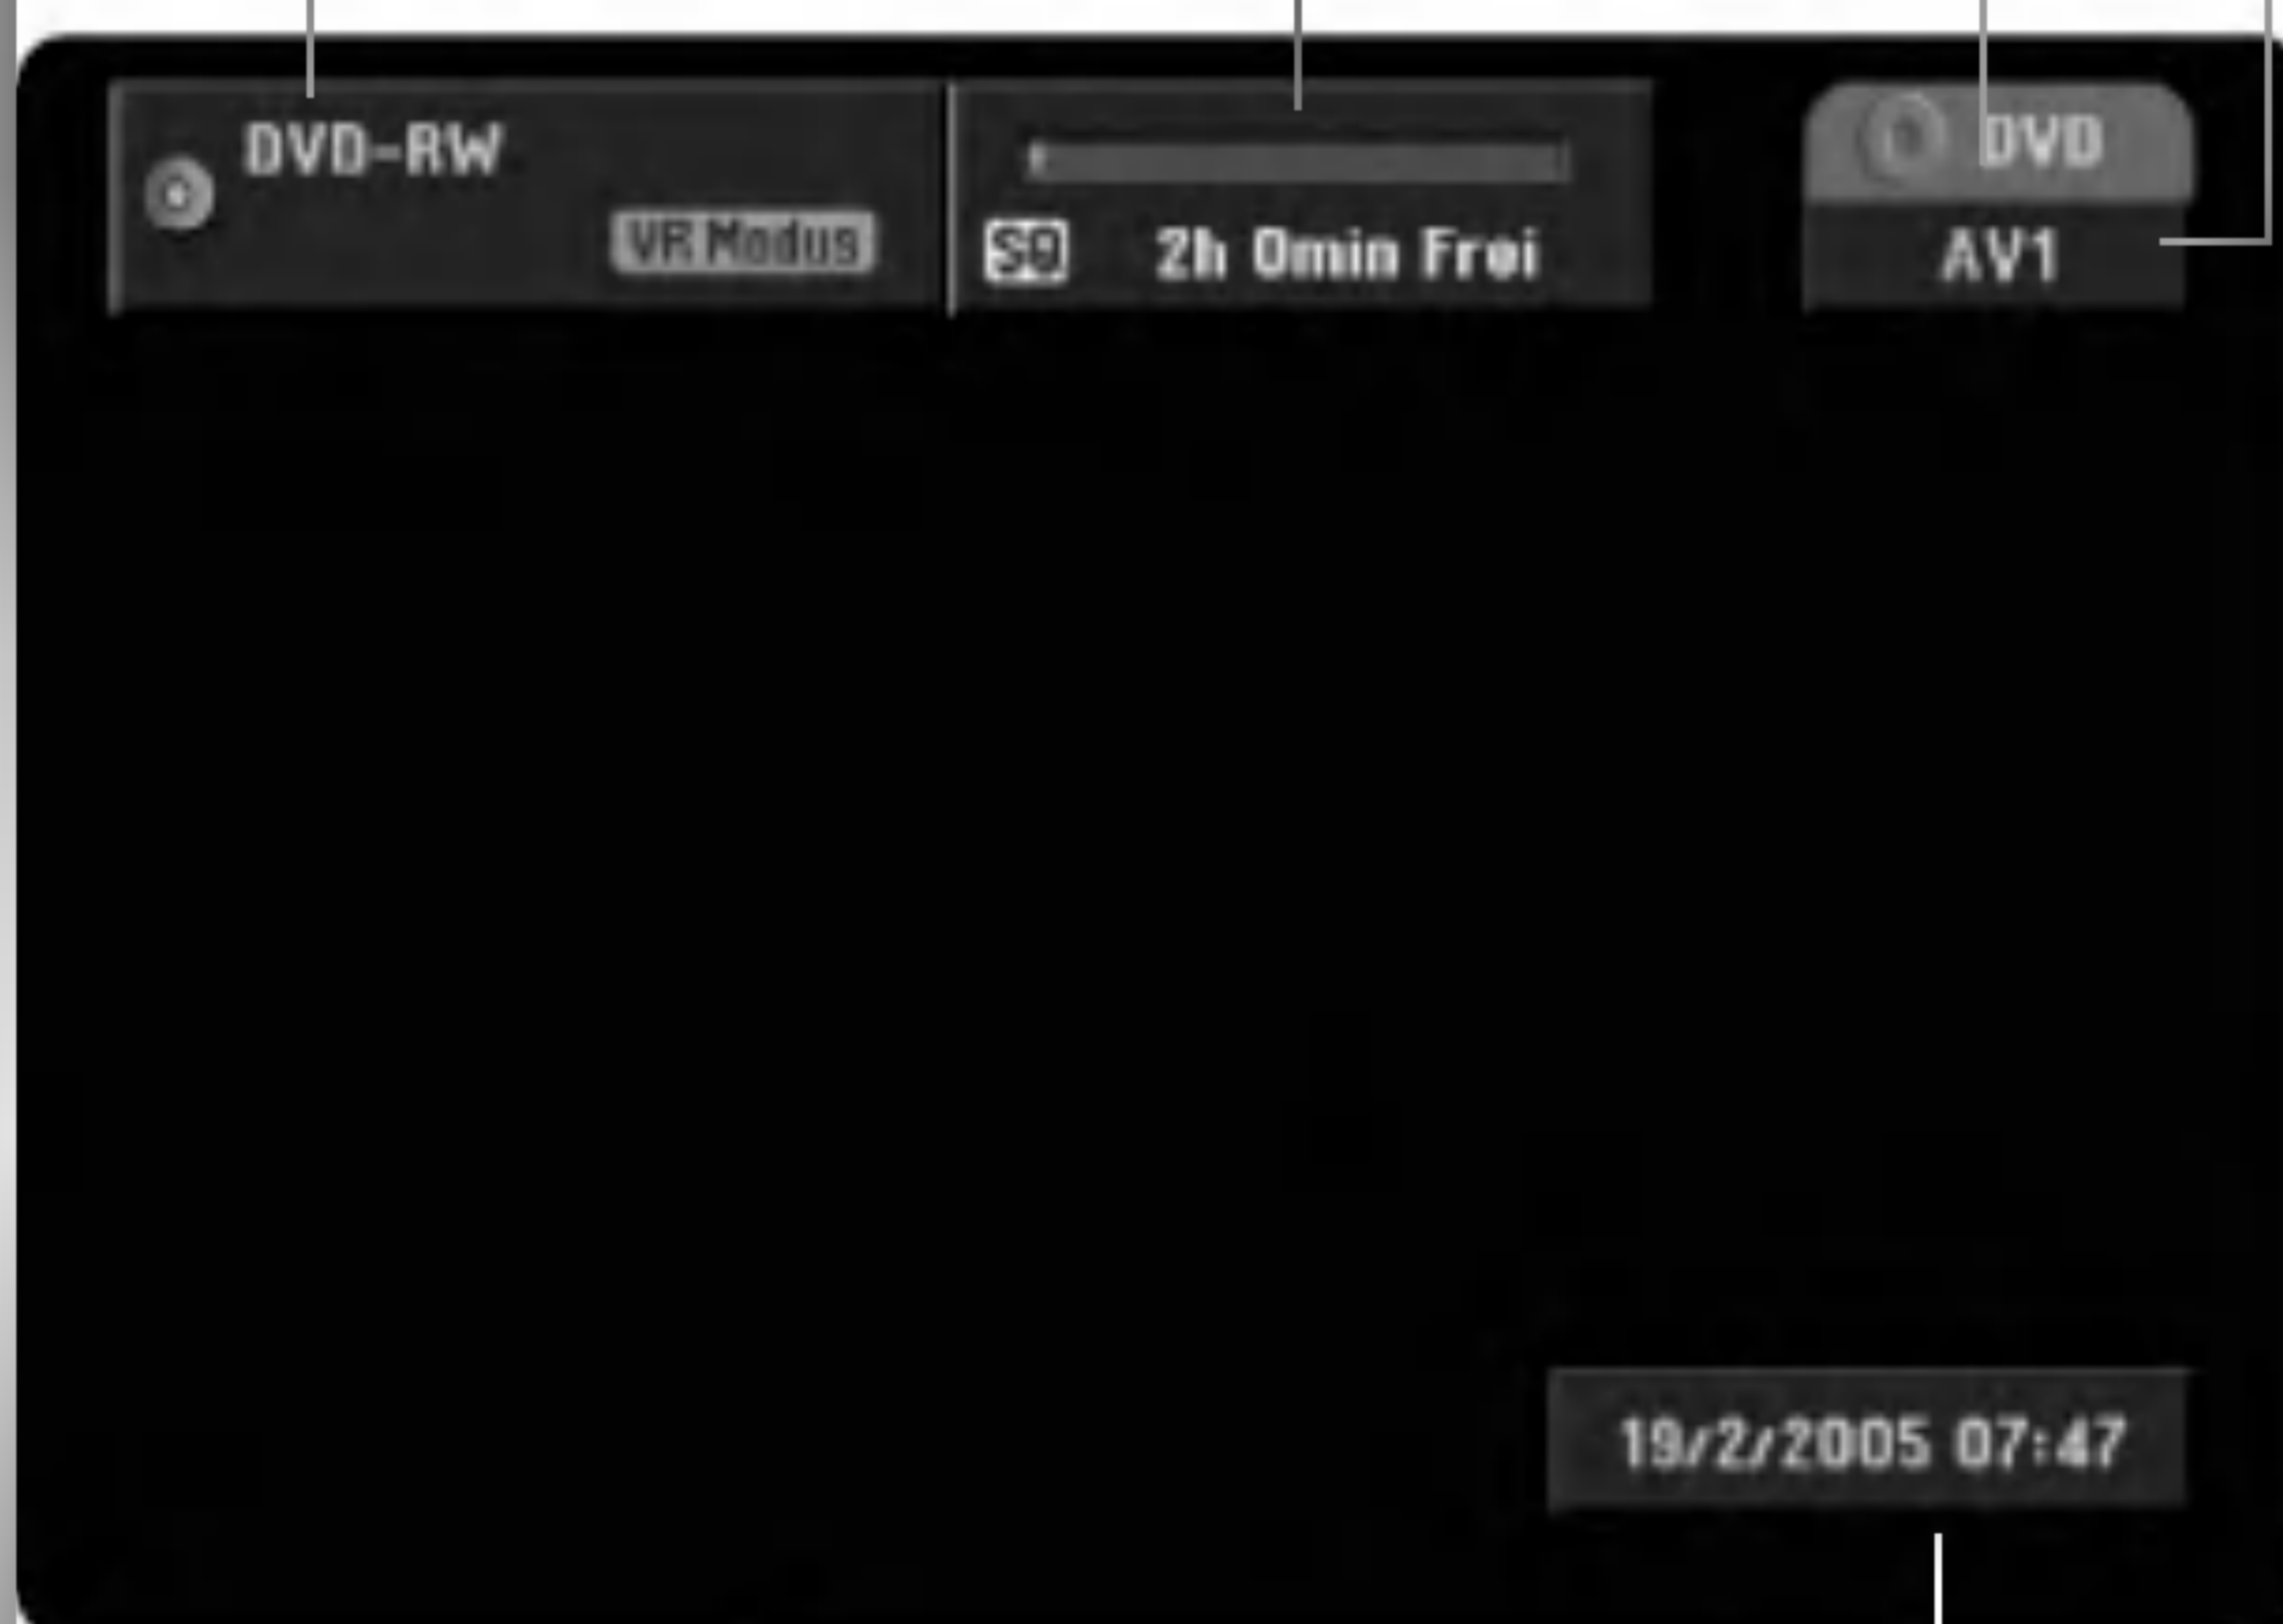 DVD-RW
VR Modus
SQ 2h 0min Frei
DVD
AV1
19/2/2005 07:47